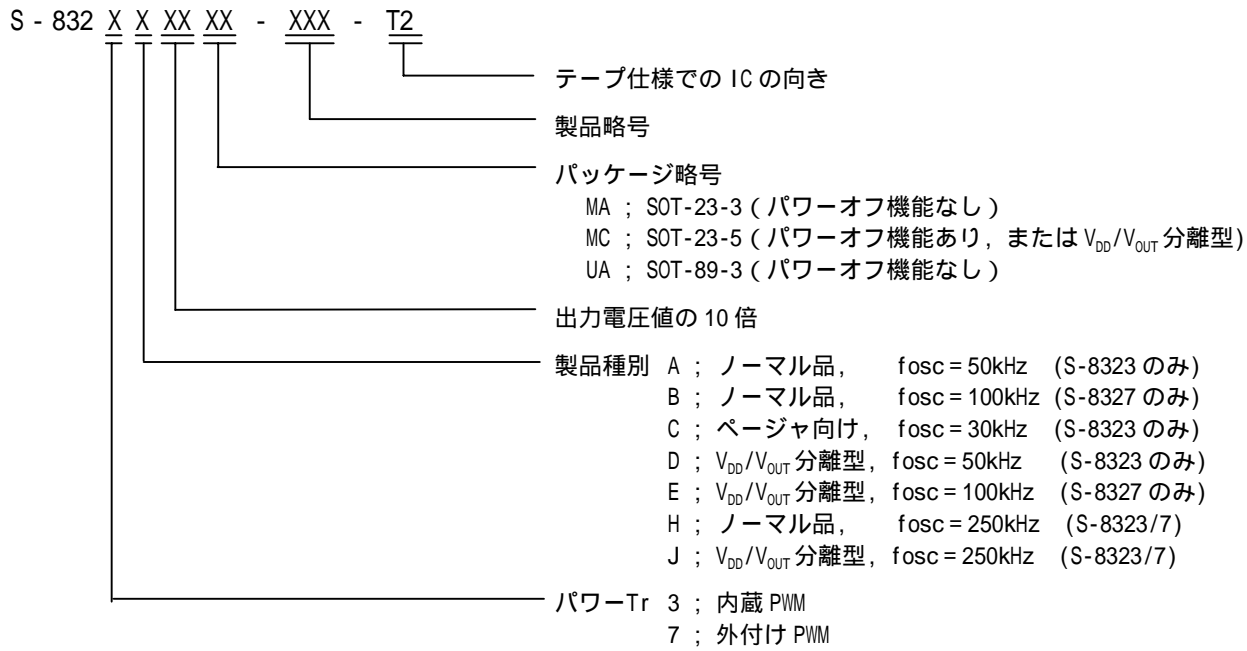 S - 832 X X XX XX - XXX - T2
テープ仕様での IC の向き
製品略号
パッケージ略号
MA ; SOT-23-3 ( パワーオフ機能なし )
MC ; SOT-23-5 ( パワーオフ機能あり, または VDD/VOUT 分離型)
UA ; SOT-89-3 ( パワーオフ機能なし )
出力電圧値の 10 倍
製品種別 A ; ノーマル品, fosc = 50kHz (S-8323 のみ)
B ; ノーマル品, fosc = 100kHz (S-8327 のみ)
C ; ページャ向け, fosc = 30kHz (S-8323 のみ)
D ; VDD/VOUT 分離型, fosc = 50kHz (S-8323 のみ)
E ; VDD/VOUT 分離型, fosc = 100kHz (S-8327 のみ)
H ; ノーマル品, fosc = 250kHz (S-8323/7)
J ; VDD/VOUT 分離型, fosc = 250kHz (S-8323/7)
パワーTr 3 ; 内蔵 PWM
7 ; 外付け PWM